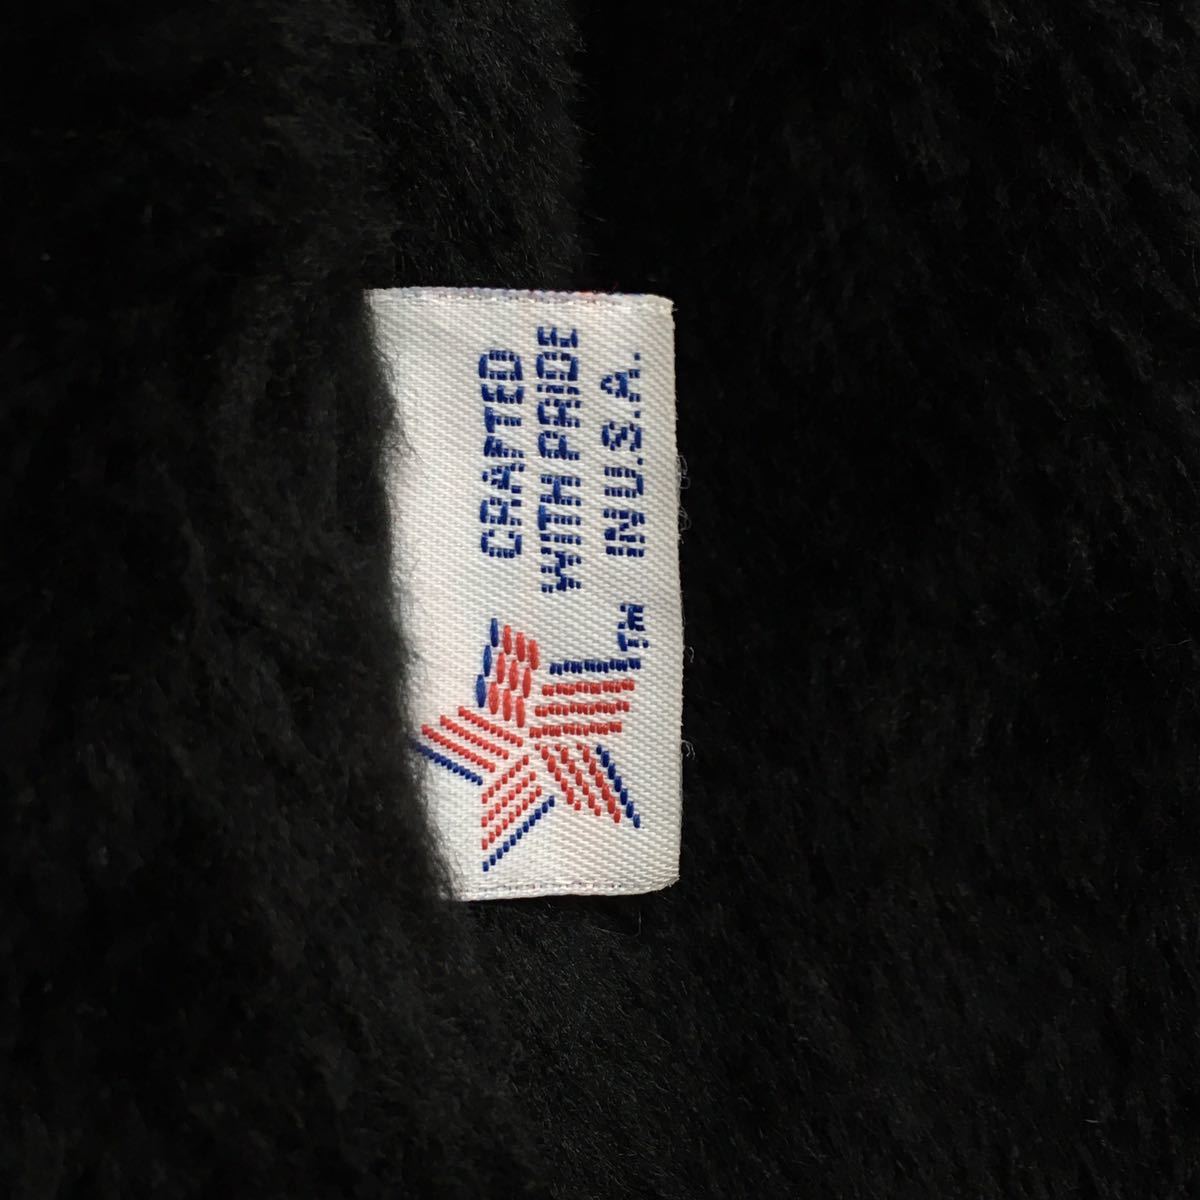 CRAFTED
WITH PRIDE
IN U.S.A.
TM